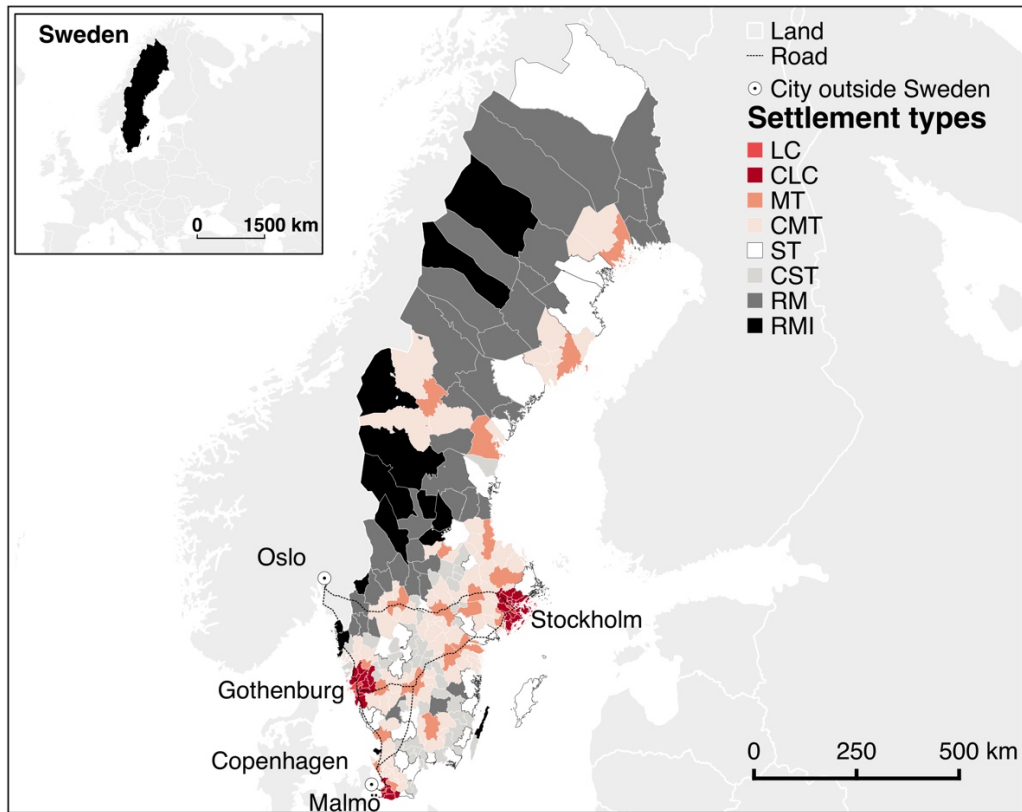 Sweden
0 1500 km
Land
Road
City outside Sweden
Settlement types
LC
CLC
MT
CMT
ST
CST
RM
RMI
Oslo
Stockholm
Gothenburg
Copenhagen
Malmö
0 250 500 km